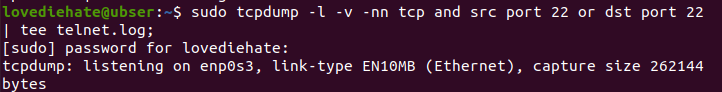 lovediehate@ubser:~$ sudo tcpdump -l -v -nn tcp and src port 22 or dst port 22
| tee telnet.log;
[sudo] password for lovediehate:
tcpdump: listening on enp0s3, link-type EN10MB (Ethernet), capture size 262144
bytes